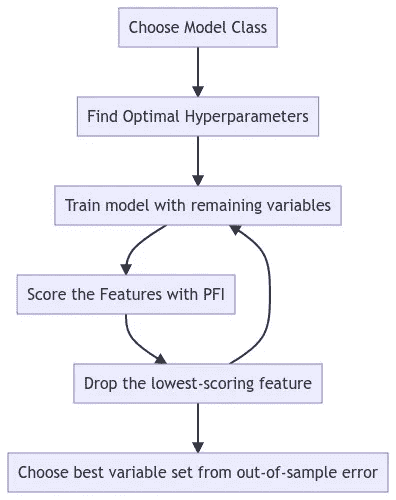 Choose Model Class
Find Optimal Hyperparameters
Train model with remaining variables
Score the Features with PFI
Drop the lowest-scoring feature
Choose best variable set from out-of-sample error